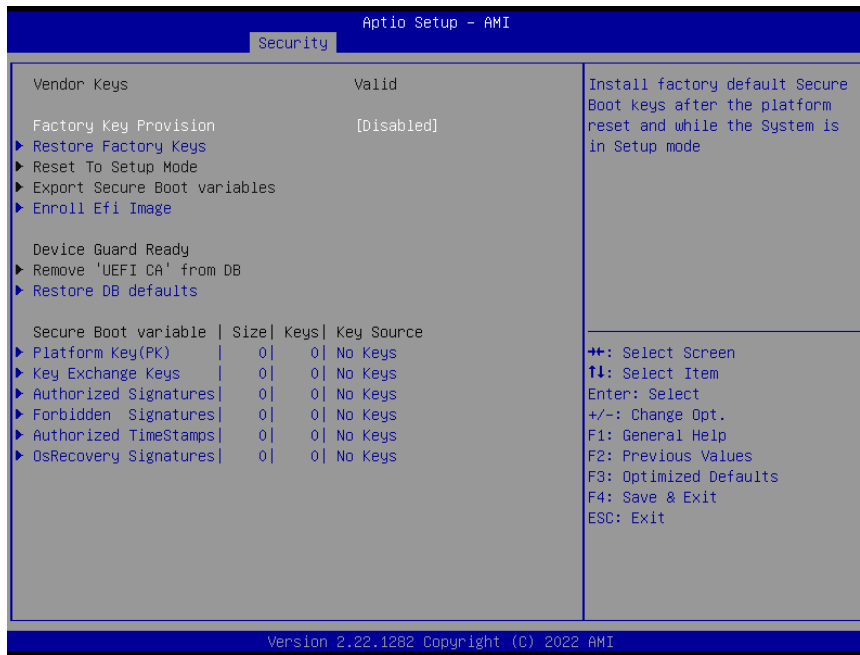 Aptio Setup – AMI
Security
Vendor Keys Valid
Factory Key Provision [Disabled]
Restore Factory Keys
Reset To Setup Mode
Export Secure Boot variables
Enroll Efi Image
Device Guard Ready
Remove 'UEFI CA' from DB
Restore DB defaults
Secure Boot variable | Size| Keys| Key Source
Platform Key(PK) | 0| 0| No Keys
Key Exchange Keys | 0| 0| No Keys
Authorized Signatures| 0| 0| No Keys
Forbidden Signatures| 0| 0| No Keys
Authorized TimeStamps| 0| 0| No Keys
OsRecovery Signatures| 0| 0| No Keys
Install factory default Secure
Boot keys after the platform
reset and while the System is
in Setup mode
→←: Select Screen
↑↓: Select Item
Enter: Select
+/-: Change Opt.
F1: General Help
F2: Previous Values
F3: Optimized Defaults
F4: Save & Exit
ESC: Exit
Version 2.22.1282 Copyright (C) 2022 AMI